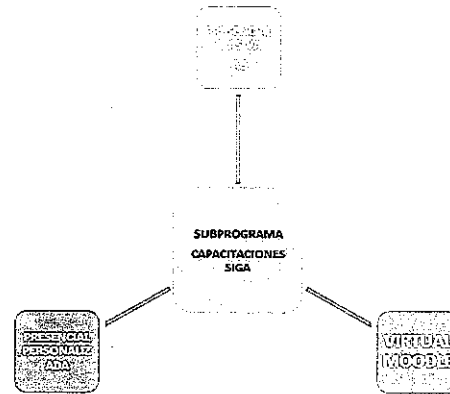 SUBPROGRAMA
CAPACITACIONES
SIGA
PRESENCIAL
PERSONALIZ
ADA
VIRTUAL
MOODLE